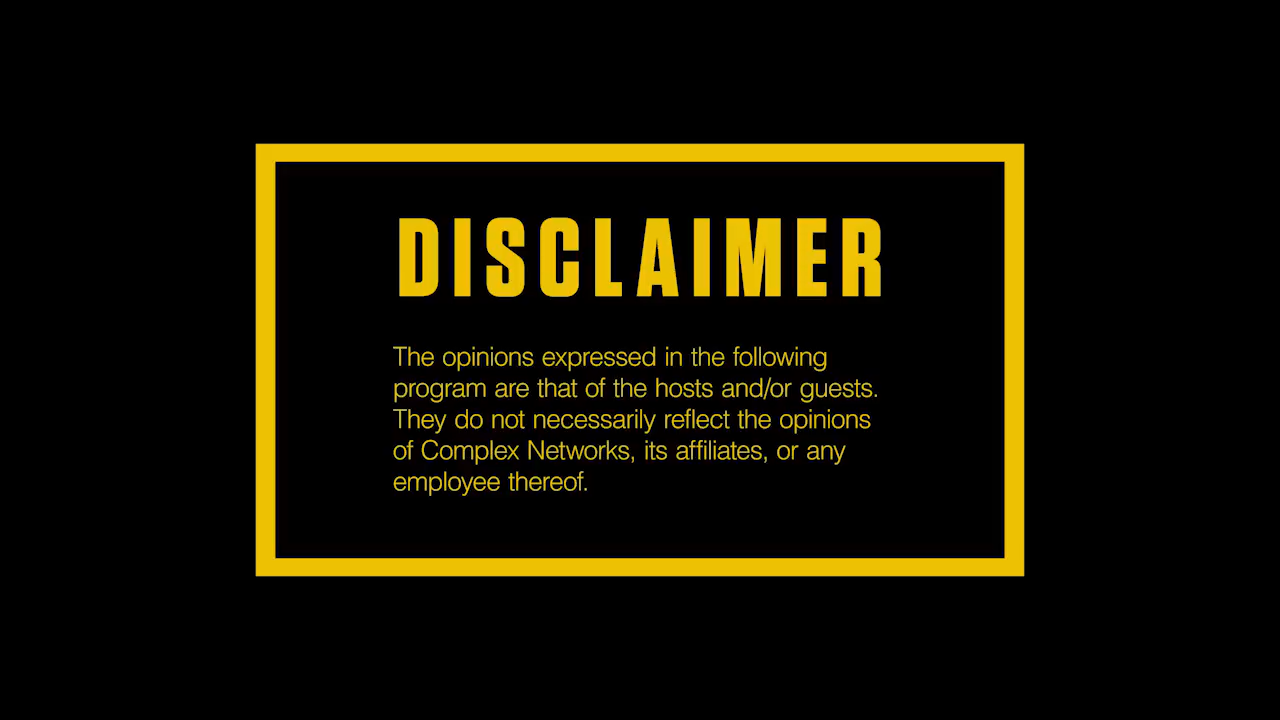 DISCLAIMER
The opinions expressed in the following
program are that of the hosts and/or guests.
They do not necessarily reflect the opinions
of Complex Networks, its affiliates, or any
employee thereof.